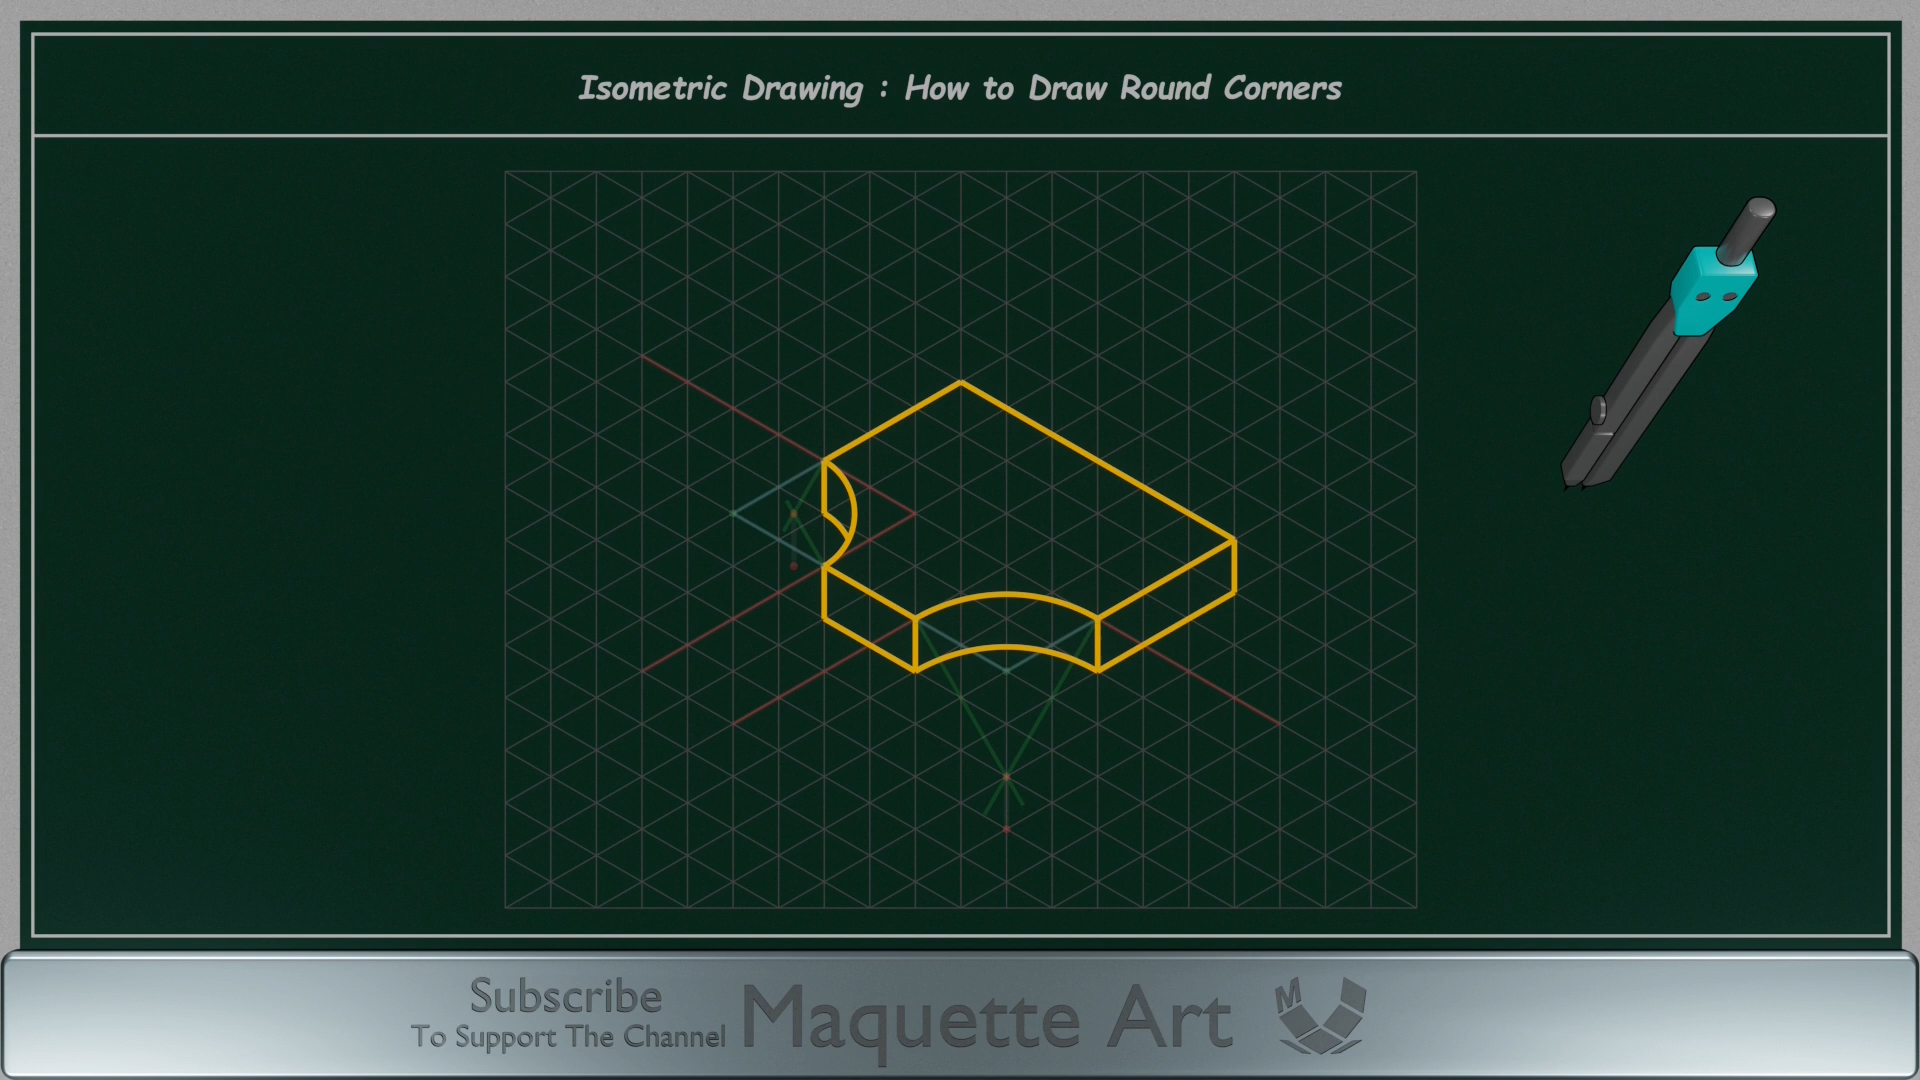 Isometric Drawing : How to Draw Round Corners
Subscribe
To Support The Channel
Maquette Art
M